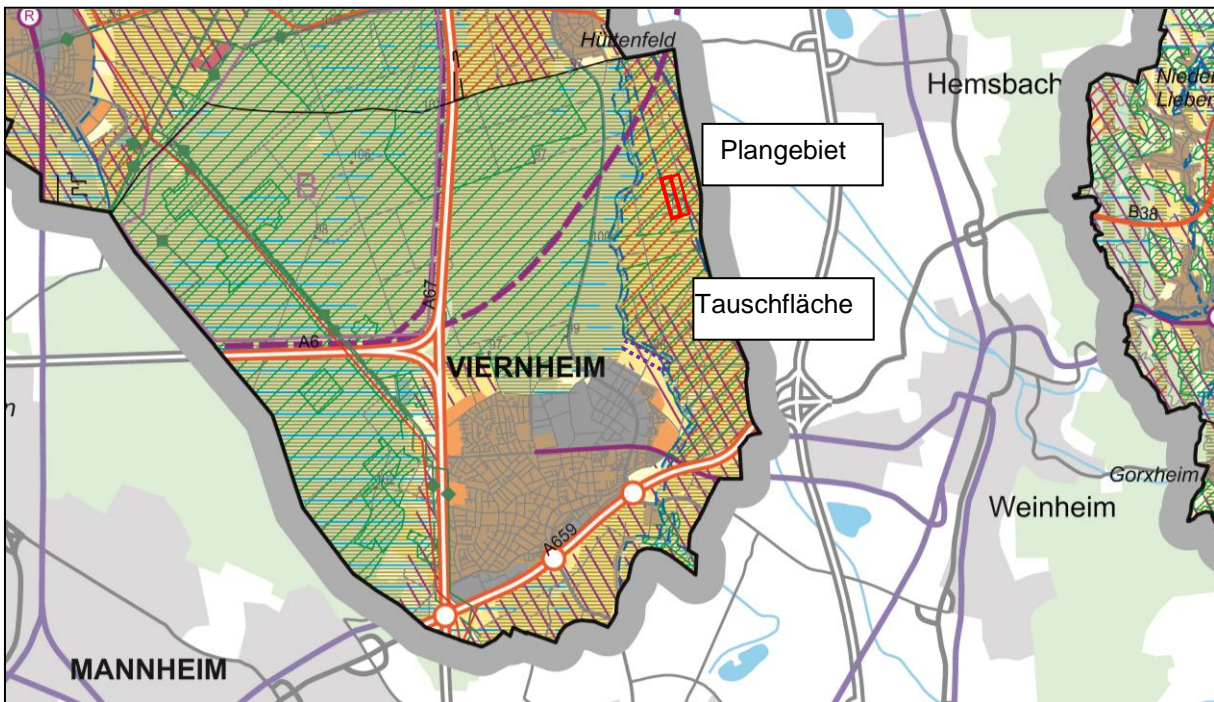 R
Hüttenfeld
Nieder
Lieber
Hemsbach
Plangebiet
B
B38
A67
Tauschfläche
A6
VIERNHEIM
Gorxheim
Weinheim
A659
MANNHEIM